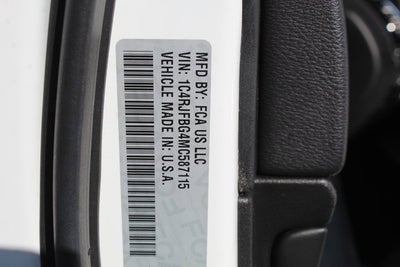 MFD BY: FCA US LLC
VIN: 1C4RJFBG4MC587115
VEHICLE MADE IN: U.S.A.